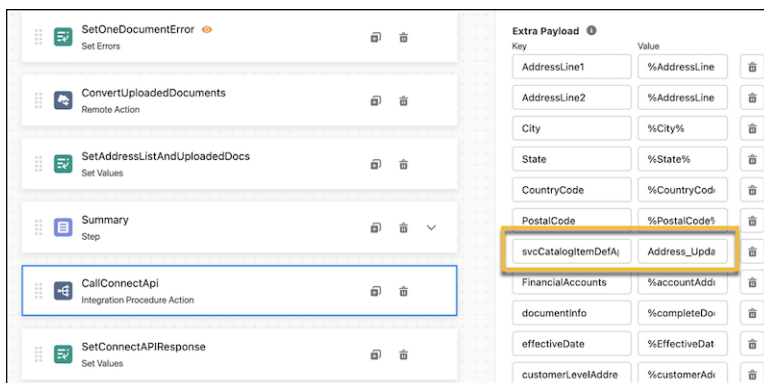 SetOneDocumentError
Set Errors
ConvertUploadedDocuments
Remote Action
SetAddressListAndUploadedDocs
Set Values
Summary
Step
CallConnectApi
Integration Procedure Action
SetConnectAPIResponse
Set Values
Extra Payload
Key Value
AddressLine1 %AddressLine
AddressLine2 %AddressLine
City %City%
State %State%
CountryCode %CountryCod
PostalCode %PostalCode%
svcCatalogItemDefA Address_Upda
FinancialAccounts %accountAdd
documentInfo %completeDo
effectiveDate %EffectiveDat
customerLevelAddre %customerAd